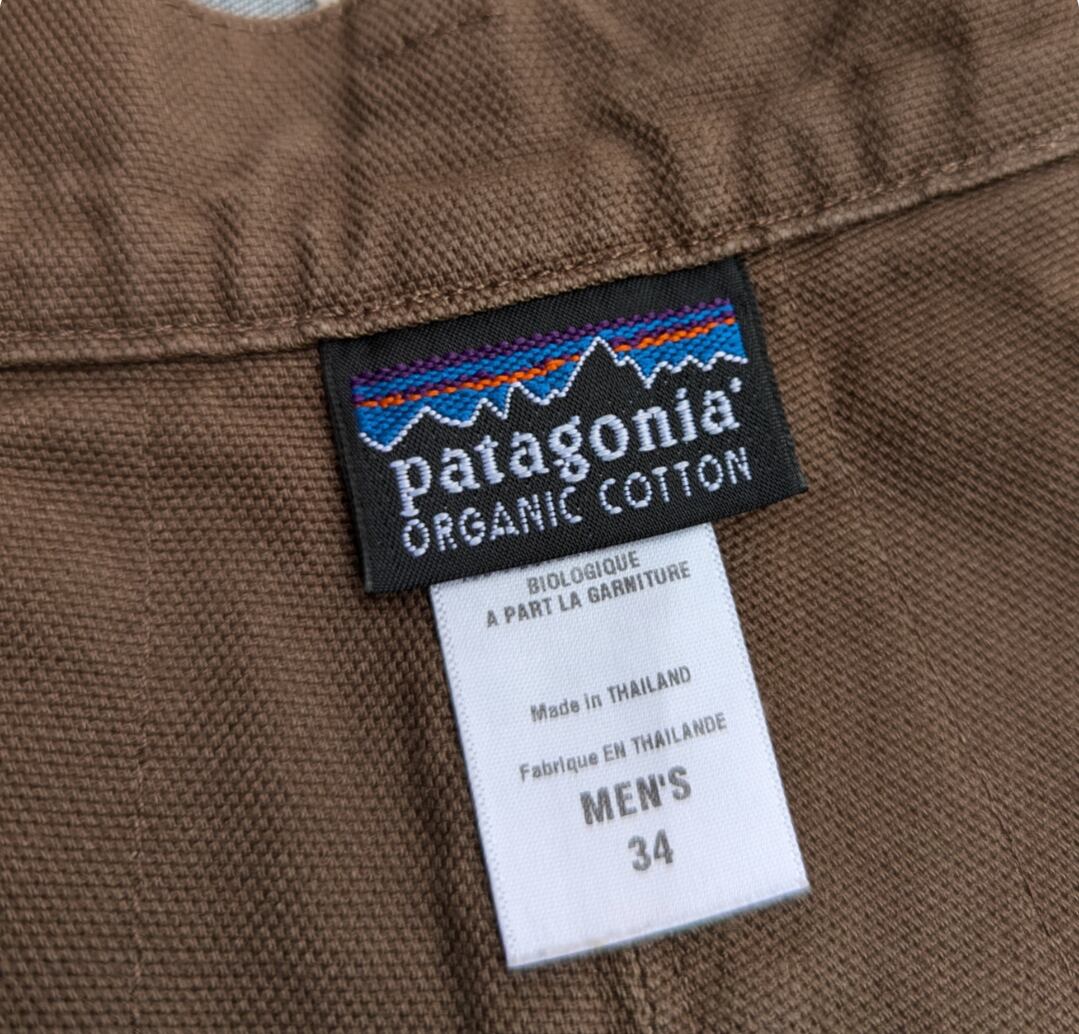 patagonia
ORGANIC COTTON
BIOLOGIQUE
A PART LA GARNITURE
Made in THAILAND
Fabrique EN THAILANDE
MEN'S
34